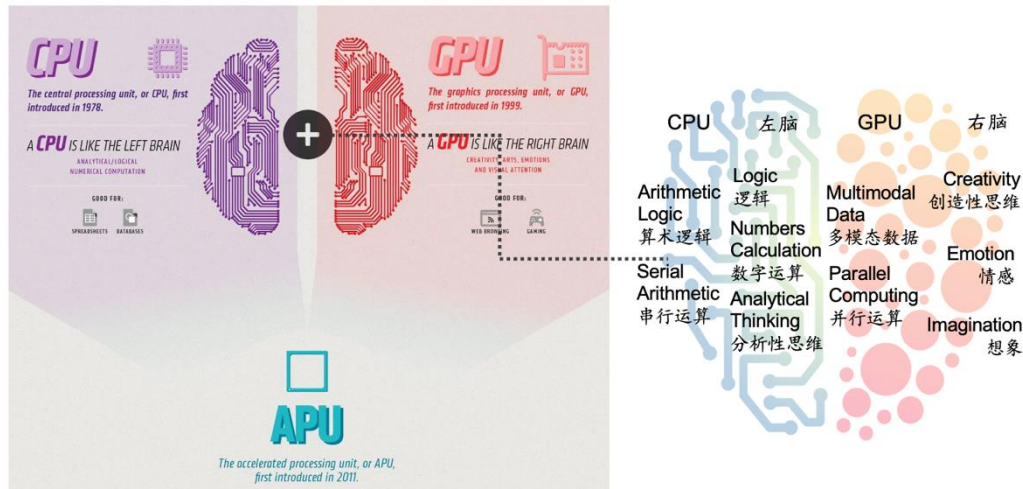 CPU
The central processing unit, or CPU, first
introduced in 1978.
A CPU IS LIKE THE LEFT BRAIN
ANALYTICAL/LOGICAL
NUMERICAL COMPUTATION
GOOD FOR:
SPREADSHEETS DATABASES
+
GPU
The graphics processing unit, or GPU,
first introduced in 1999.
A GPU IS LIKE THE RIGHT BRAIN
CREATIVITY, ARTS, EMOTIONS
AND VISUAL ATTENTION
GOOD FOR:
WEB BROWSING GAMING
APU
The accelerated processing unit, or APU,
first introduced in 2011.
CPU
Arithmetic
Logic
算术逻辑
Serial
Arithmetic
串行运算
左脑
Logic
逻辑
Numbers
Calculation
数字运算
Analytical
Thinking
分析性思维
GPU
Multimodal
Data
多模态数据
Parallel
Computing
并行运算
右脑
Creativity
创造性思维
Emotion
情感
Imagination
想象